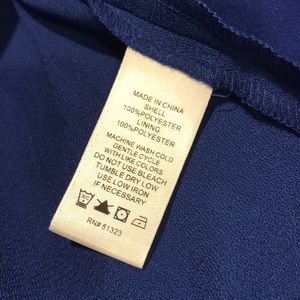 MADE IN CHINA
SHELL
100%POLYESTER
LINING
100%POLYESTER
MACHINE WASH COLD
GENTLE CYCLE
WITH LIKE COLORS
DO NOT USE BLEACH
TUMBLE DRY LOW
USE LOW IRON
IF NECESSARY
RN# 51323